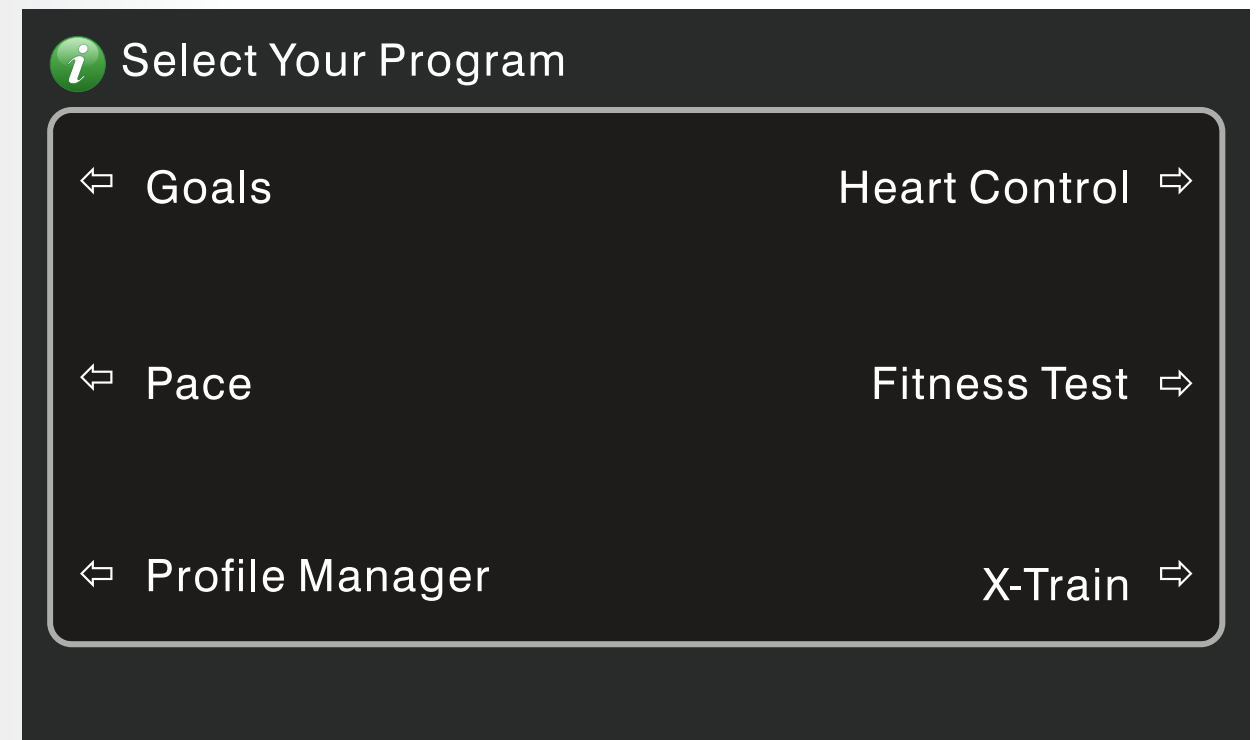 Select Your Program
Goals
Heart Control
Pace
Fitness Test
Profile Manager
X-Train